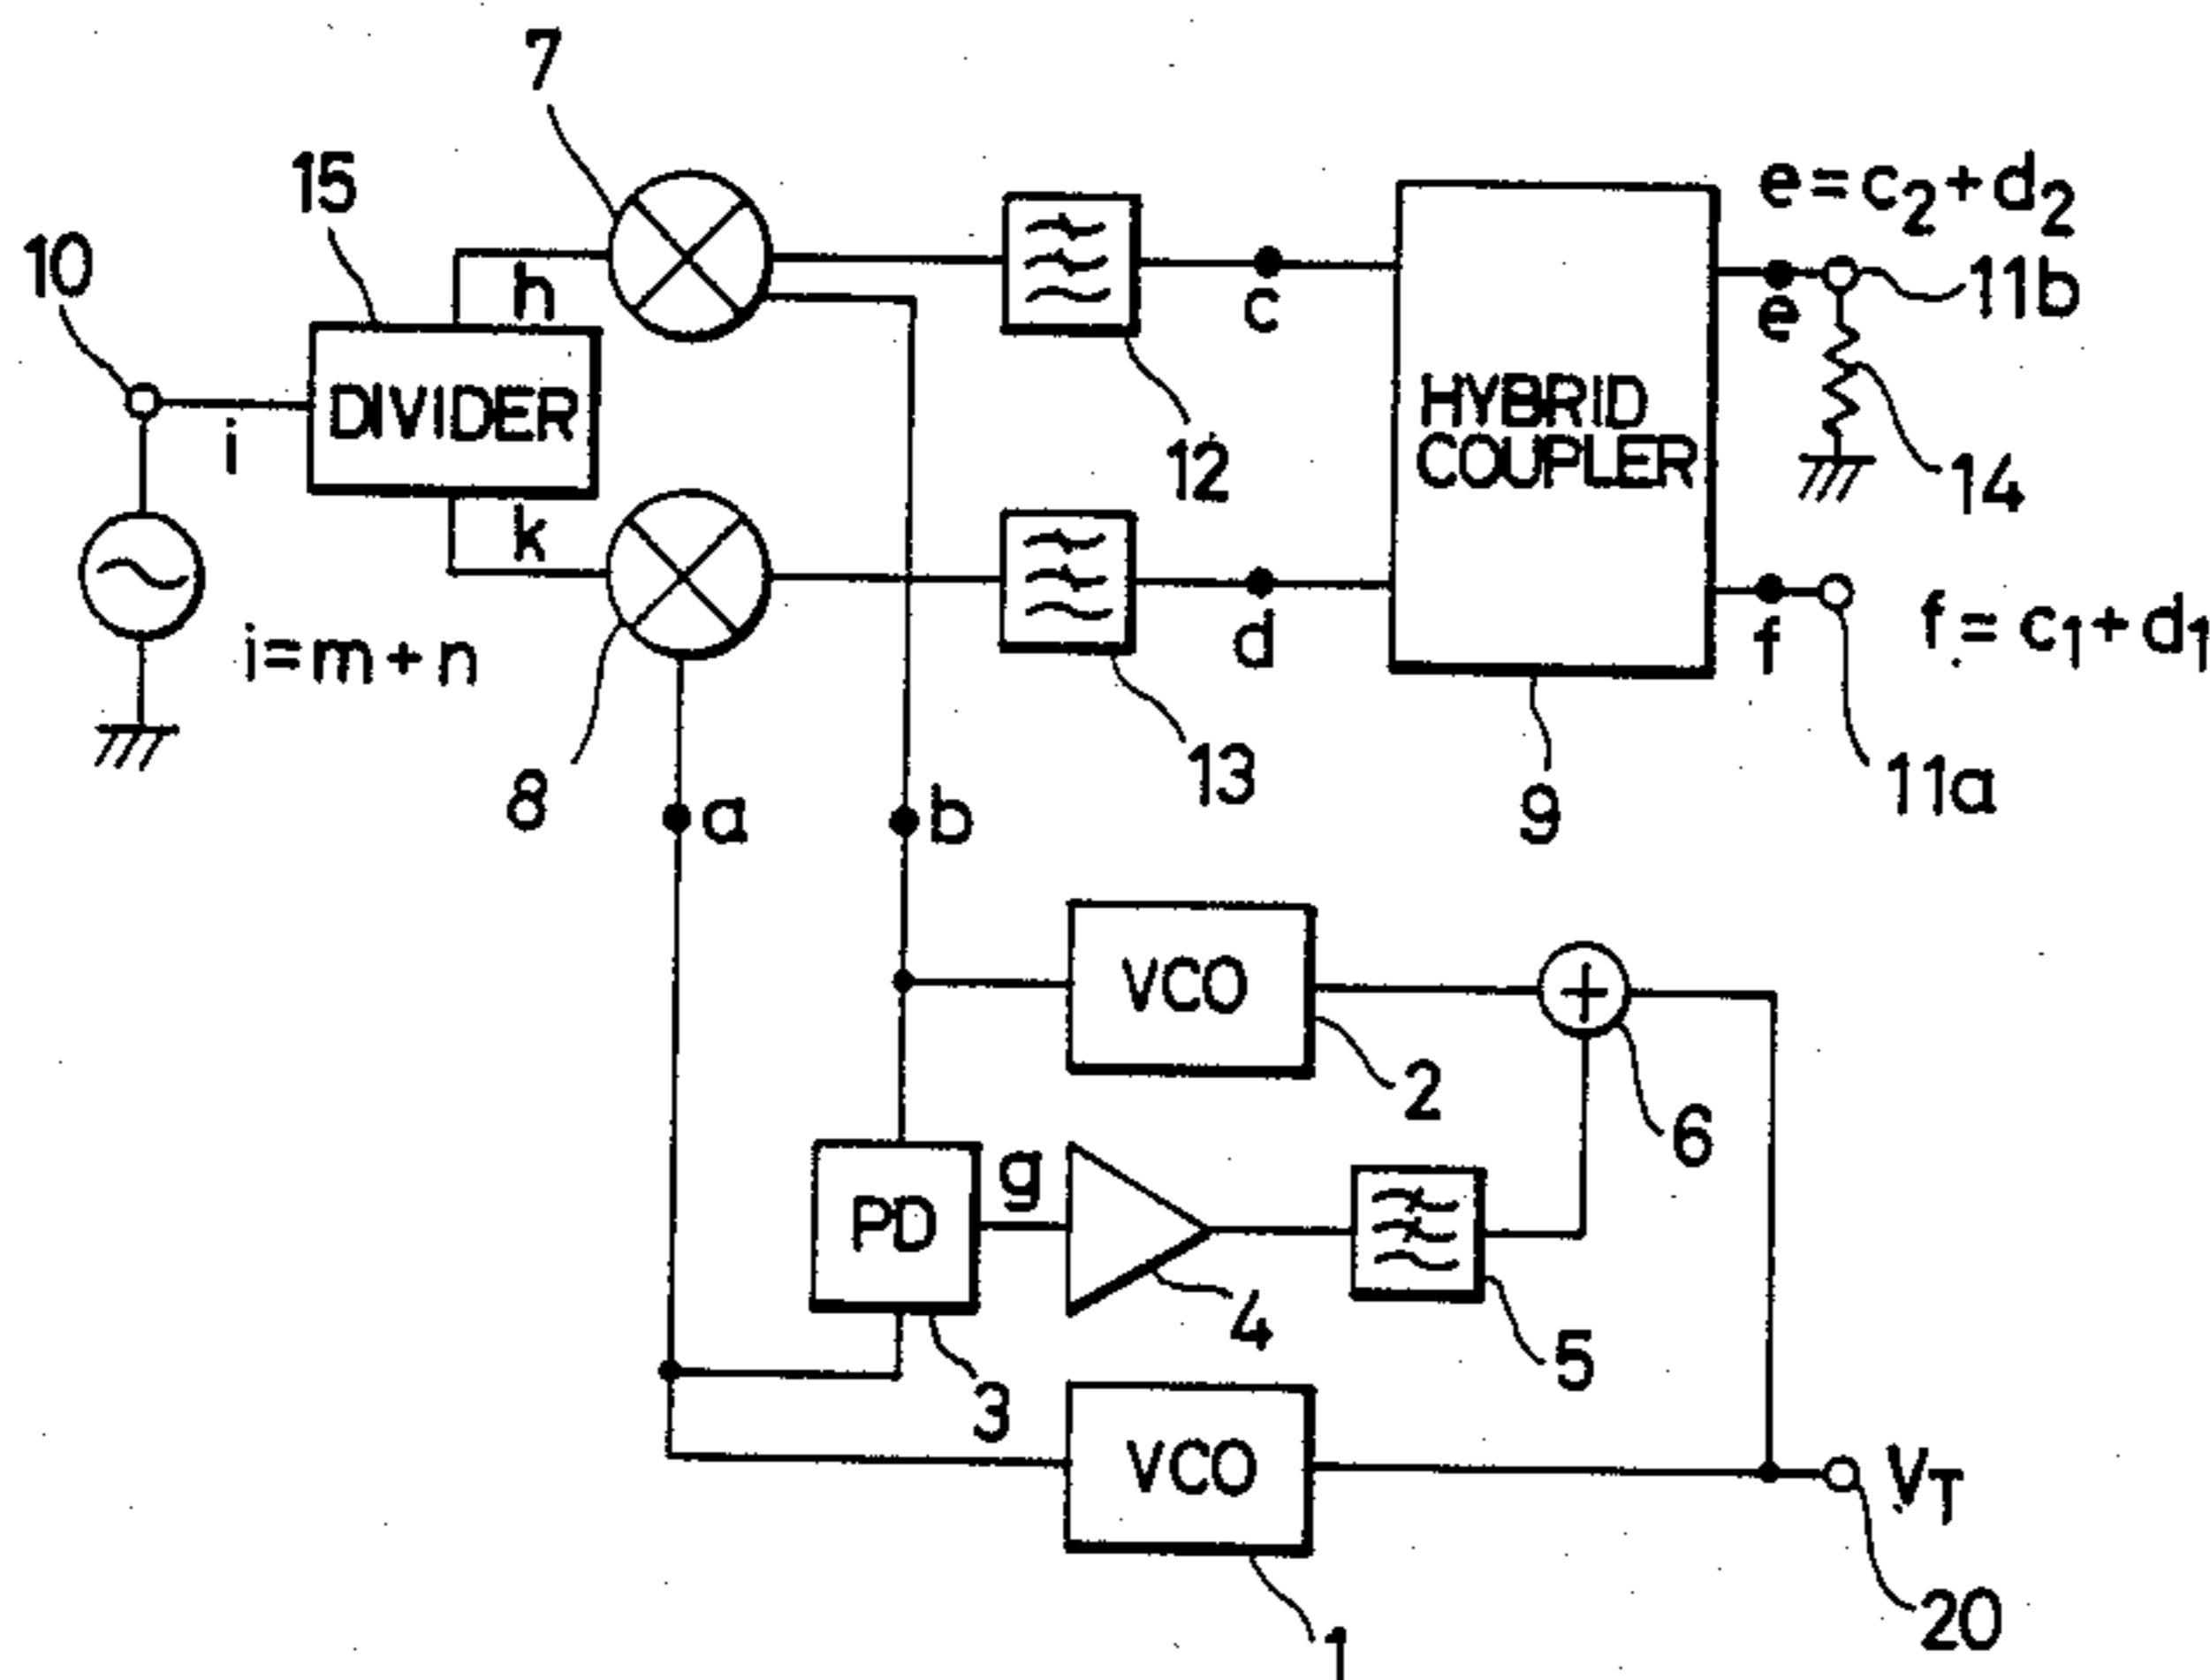 7
15
10
h
i
DIVIDER
k
i=m+n
8
12
c
d
13
HYBRID
COUPLER
9
e=c₂+d₂
e
11b
14
f
f=c₁+d₁
11a
a
b
VCO
2
6
PD
g
3
4
5
VCO
1
V_T
20